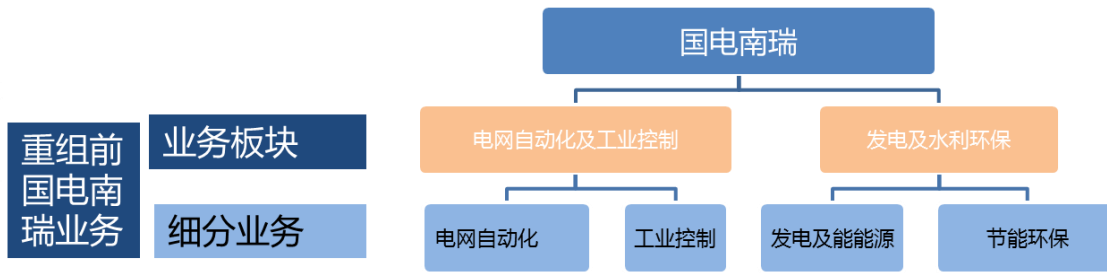 国电南瑞
重组前
国电南
瑞业务
业务板块
电网自动化及工业控制
发电及水利环保
细分业务
电网自动化
工业控制
发电及能能源
节能环保